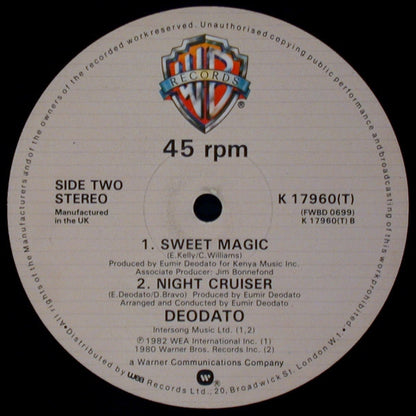 All rights of the Manufacturers and/or of the owners of the recorded work reserved. Unauthorised copying public performance and broadcasting of this work prohibited
WB
RECORDS
®
45 rpm
SIDE TWO
STEREO
Manufactured
in the UK
K 17960(T)
(FWBD 0699)
K 17960(T) B
1. SWEET MAGIC
(E.Kelly/C.Williams)
Produced by Eumir Deodato for Kenya Music Inc.
Associate Producer: Jim Bonnefond
2. NIGHT CRUISER
(E.Deodato/D.Bravo) Produced by Eumir Deodato
Arranged and Conducted by Eumir Deodato .
DEODATO
Intersong Music Ltd. (1,2)
Ⓟ 1982 WEA International Inc. (1)
Ⓟ 1980 Warner Bros. Records Inc. (2)
a Warner Communications Company
Distributed by wea Records Ltd., 20, Broadwick St. London W1